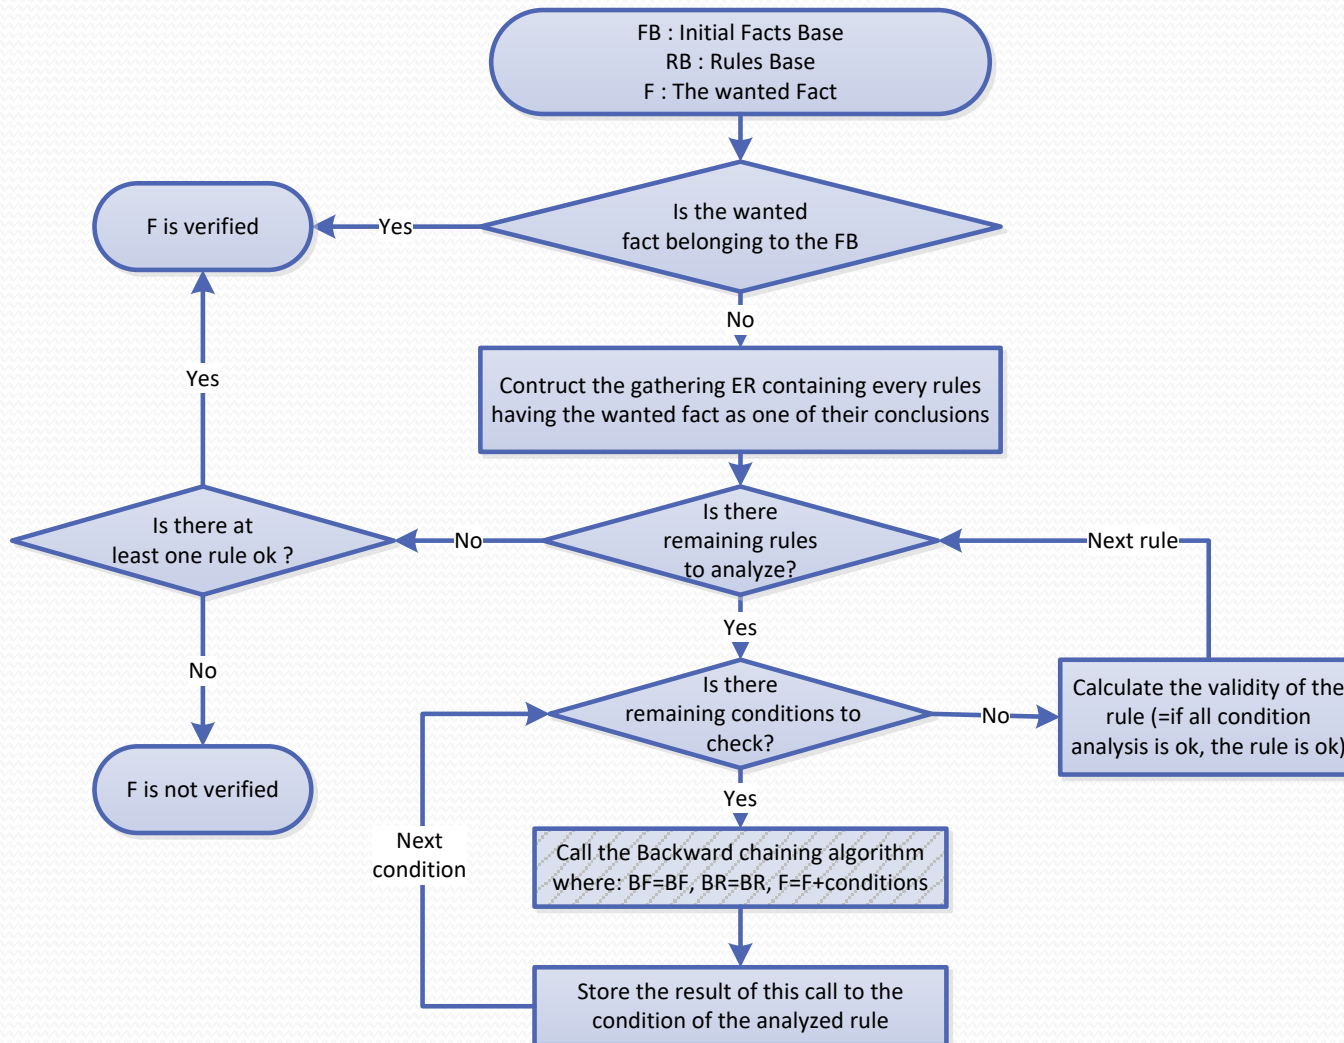 FB : Initial Facts Base
RB : Rules Base
F : The wanted Fact
Is the wanted
fact belonging to the FB
Yes
F is verified
No
Contruct the gathering ER containing every rules
having the wanted fact as one of their conclusions
Yes
Is there at
least one rule ok ?
No
Is there
remaining rules
to analyze?
Next rule
Yes
No
F is not verified
Is there
remaining conditions to
check?
No
Calculate the validity of the
rule (=if all condition
analysis is ok, the rule is ok)
Yes
Next
condition
Call the Backward chaining algorithm
where: BF=BF, BR=BR, F=F+conditions
Store the result of this call to the
condition of the analyzed rule